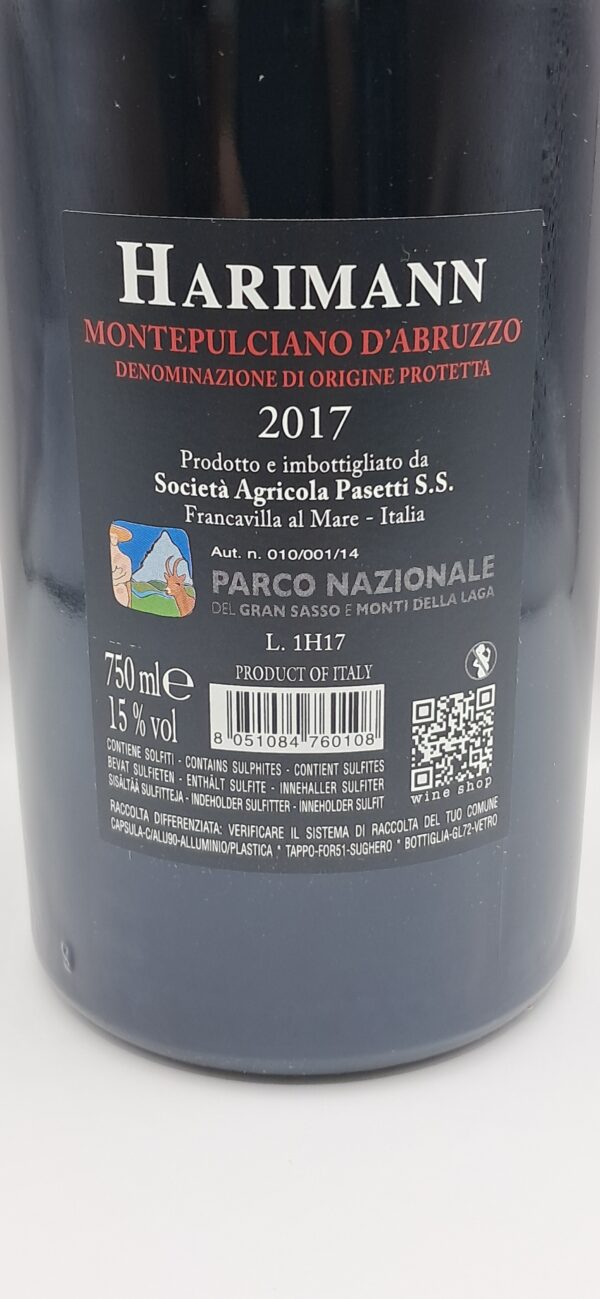 HARIMANN
MONTEPULCIANO D'ABRUZZO
DENOMINAZIONE DI ORIGINE PROTETTA
2017
Prodotto e imbottigliato da
Società Agricola Pasetti S.S.
Francavilla al Mare - Italia
Aut. n. 010/001/14
PARCO NAZIONALE
DEL GRAN SASSO E MONTI DELLA LAGA
L. 1H17
PRODUCT OF ITALY
750 ml e
15 % vol
8 051084 760108
wine shop
CONTIENE SOLFITI - CONTAINS SULPHITES - CONTIENT SULFITES
BEVAT SULFIETEN - ENTHÄLT SULFITE - INNEHALLER SULFITER
SISÄLTÄÄ SULFITTEJA - INDEHOLDER SULFITTER - INNEHOLDER SULFIT
RACCOLTA DIFFERENZIATA: VERIFICARE IL SISTEMA DI RACCOLTA DEL TUO COMUNE
CAPSULA-C/ALU90-ALLUMINIO/PLASTICA * TAPPO-FOR51-SUGHERO * BOTTIGLIA-GL72-VETRO